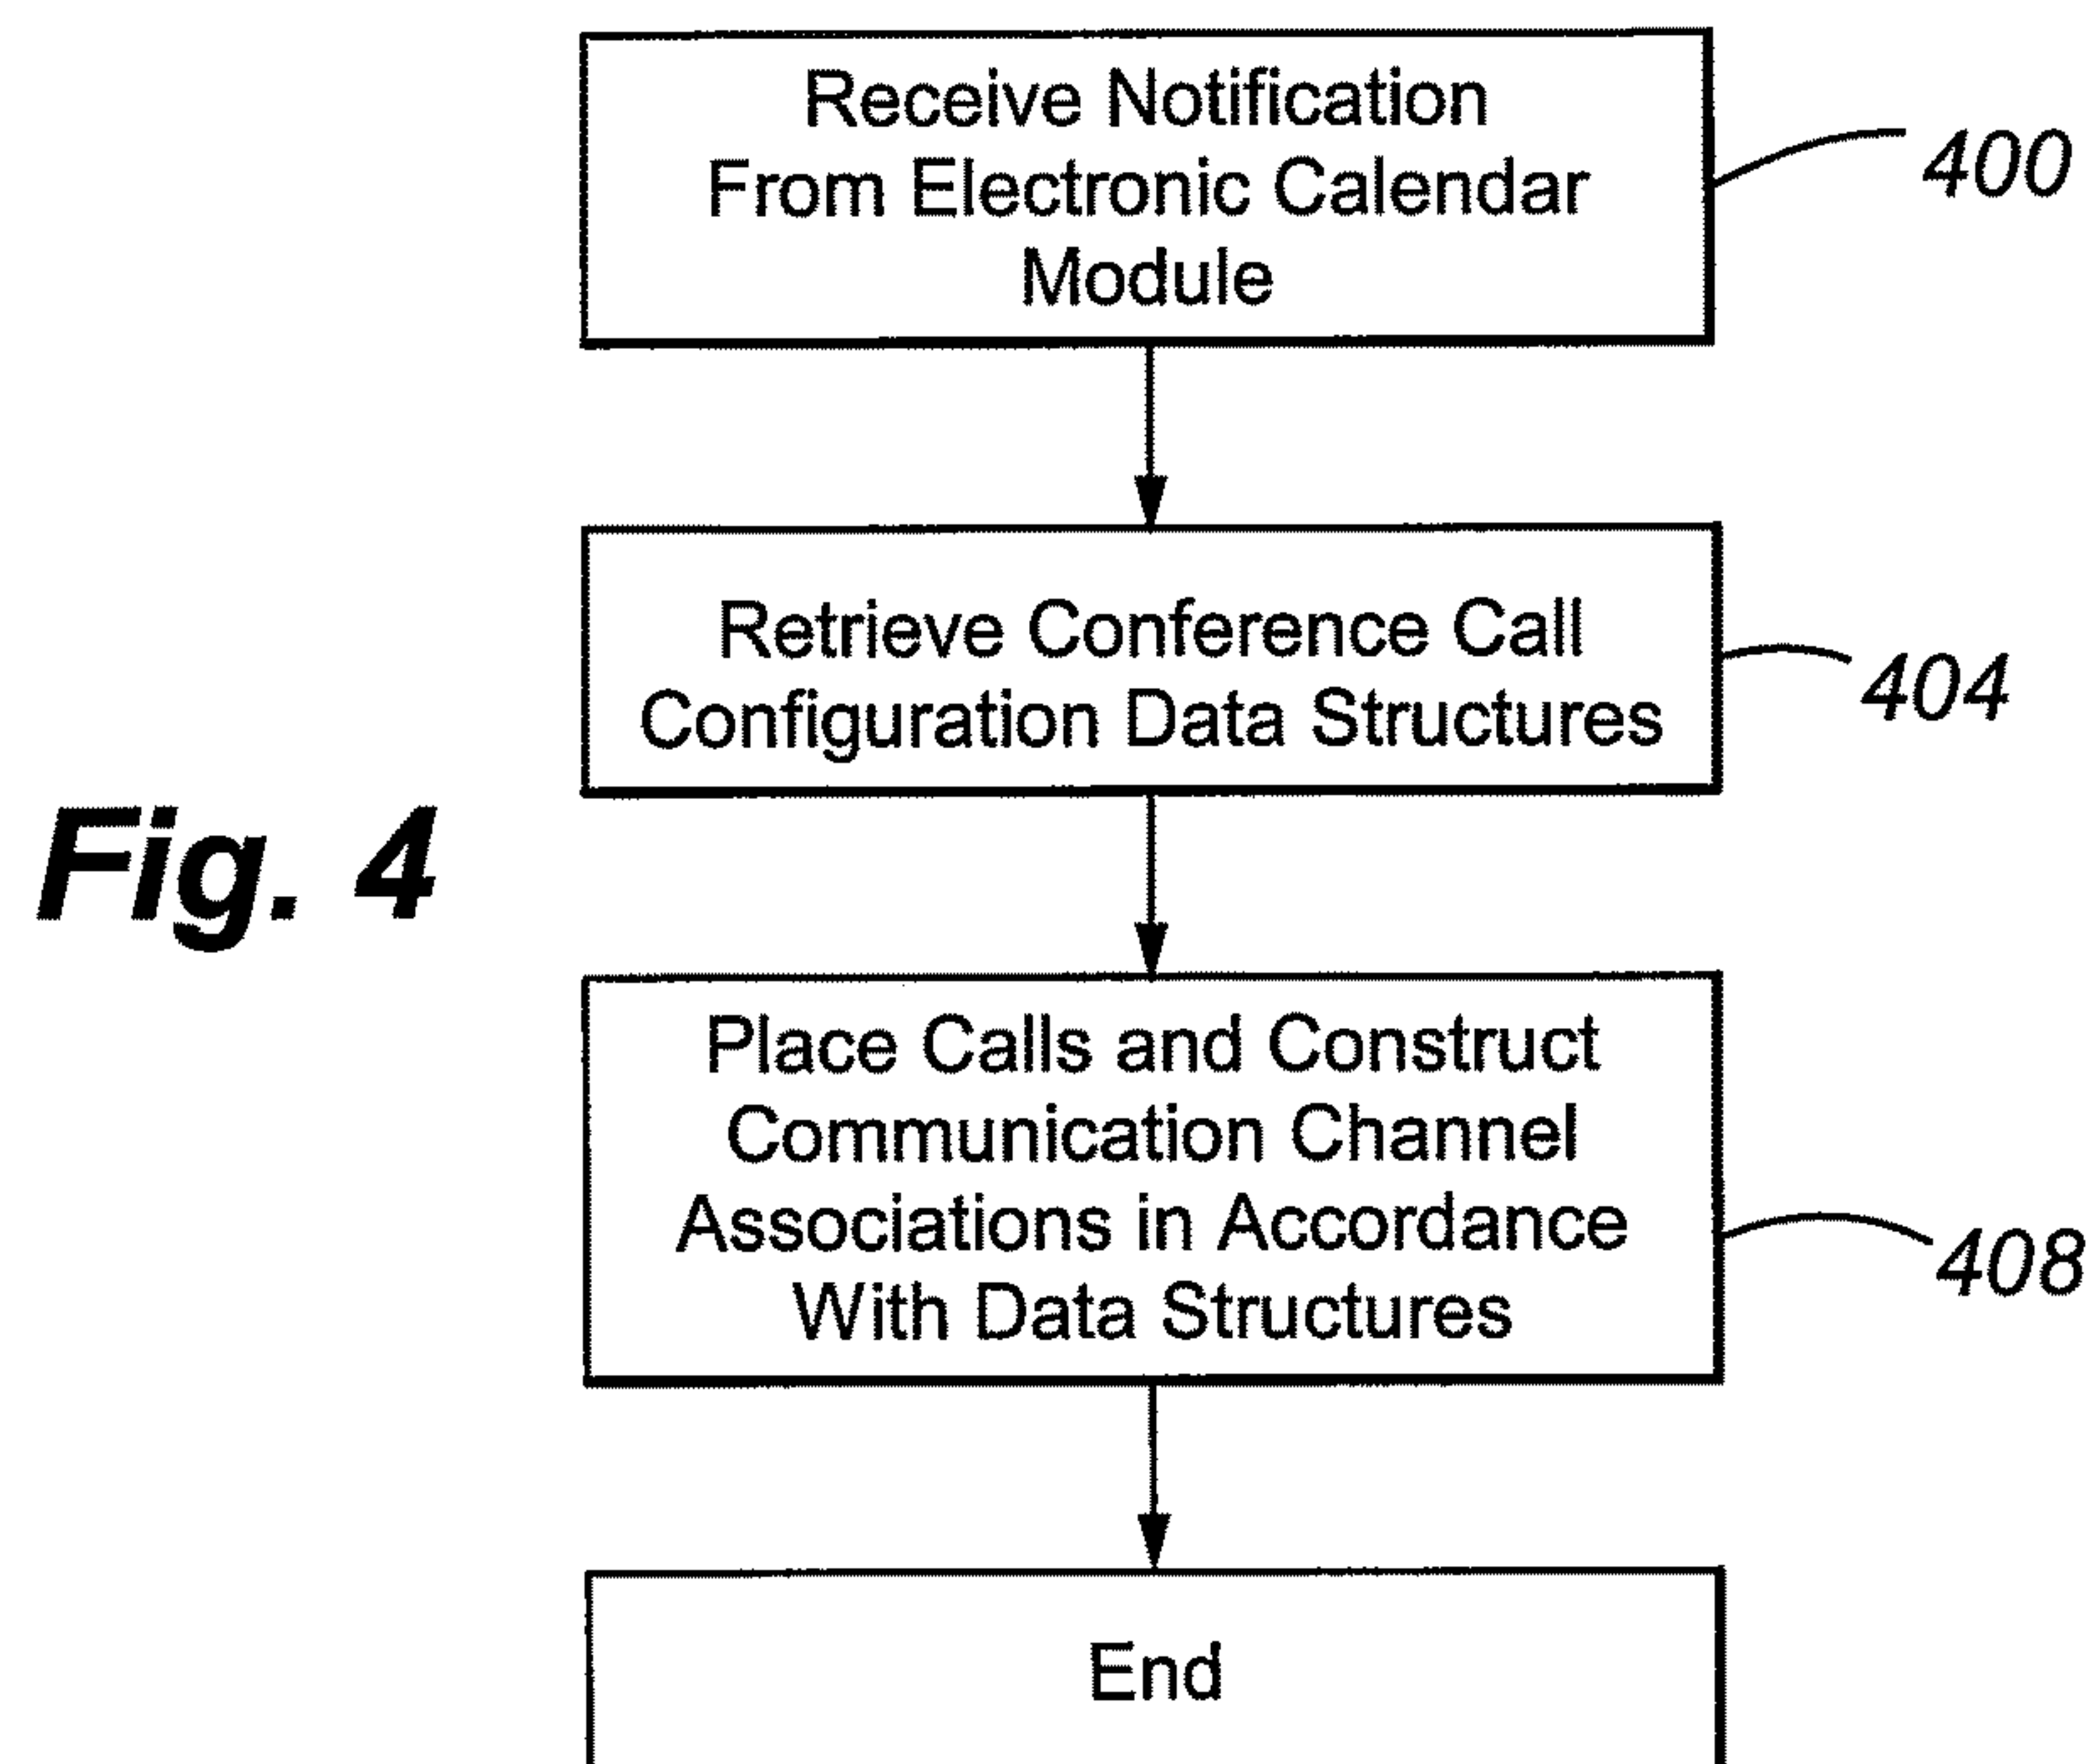 Receive Notification
From Electronic Calendar
Module
400
Retrieve Conference Call
Configuration Data Structures
404
Fig. 4
Place Calls and Construct
Communication Channel
Associations in Accordance
With Data Structures
408
End